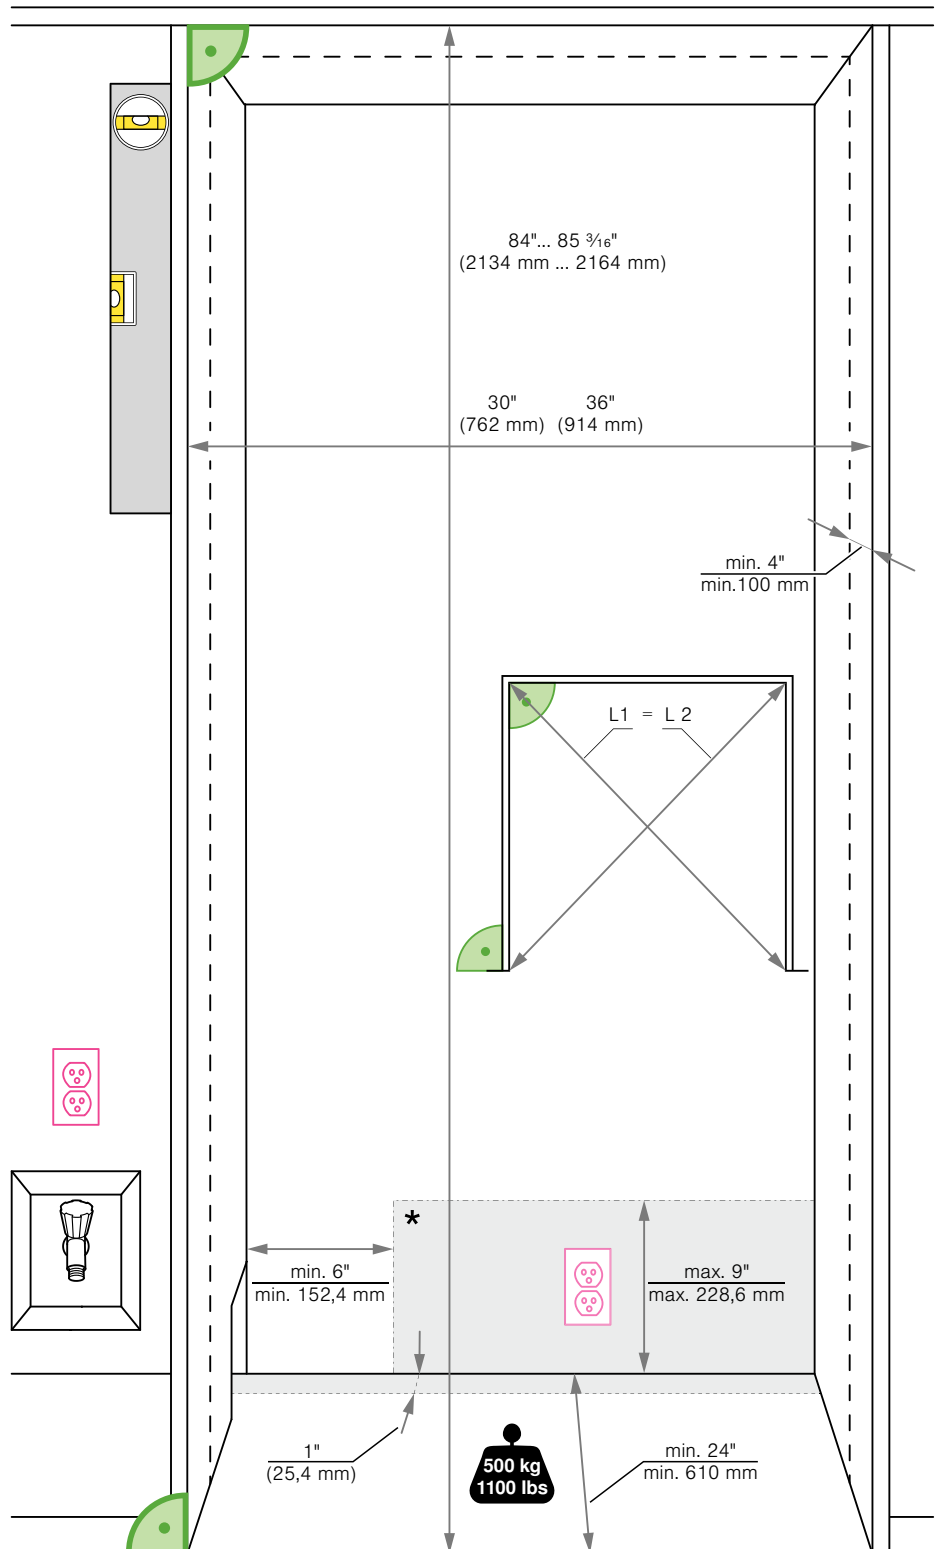 84"... 85 ³⁄₁₆"
(2134 mm ... 2164 mm)
30" 36"
(762 mm) (914 mm)
min. 4"
min.100 mm
L1 = L 2
*
min. 6"
min. 152,4 mm
max. 9"
max. 228,6 mm
1"
(25,4 mm)
500 kg
1100 lbs
min. 24"
min. 610 mm